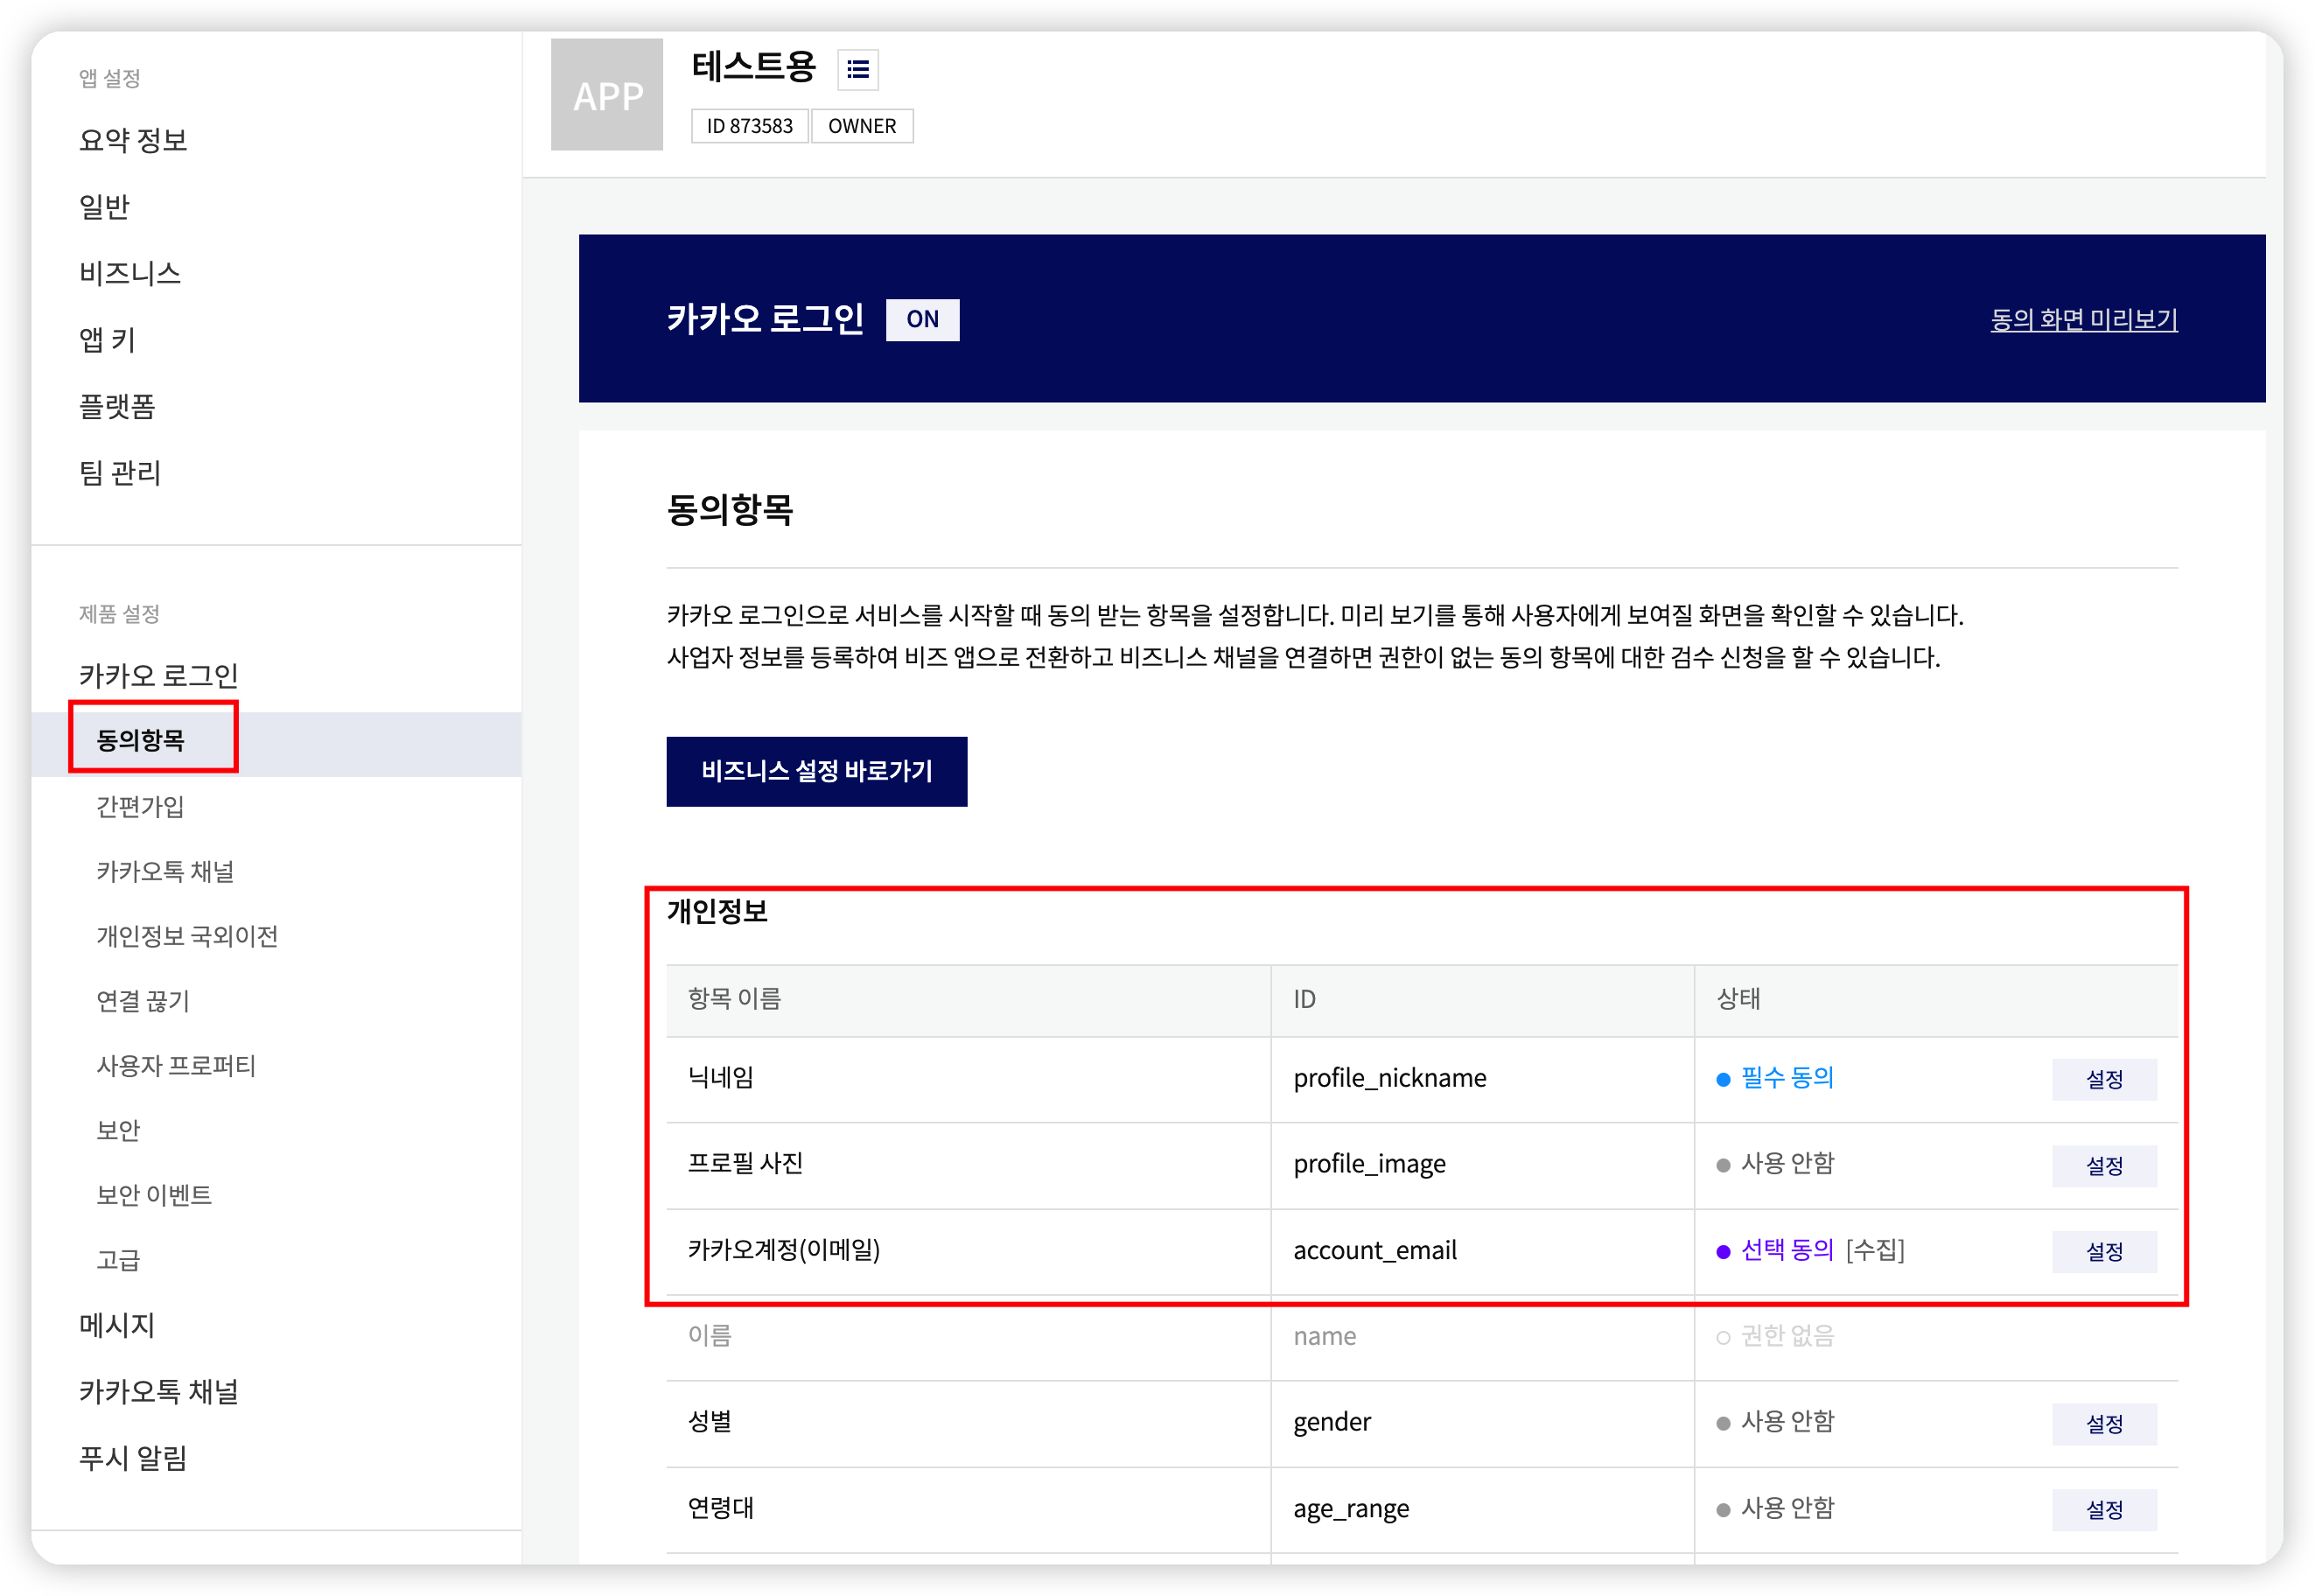 앱 설정
요약 정보
일반
비즈니스
앱 키
플랫폼
팀 관리
제품 설정
카카오 로그인
동의항목
간편가입
카카오톡 채널
개인정보 국외이전
연결 끊기
사용자 프로퍼티
보안
보안 이벤트
고급
메시지
카카오톡 채널
푸시 알림
APP
테스트용
ID 873583 OWNER
카카오 로그인 ON 동의 화면 미리보기
동의항목
카카오 로그인으로 서비스를 시작할 때 동의 받는 항목을 설정합니다. 미리 보기를 통해 사용자에게 보여질 화면을 확인할 수 있습니다.
사업자 정보를 등록하여 비즈 앱으로 전환하고 비즈니스 채널을 연결하면 권한이 없는 동의 항목에 대한 검수 신청을 할 수 있습니다.
비즈니스 설정 바로가기
개인정보
항목 이름 ID 상태
닉네임 profile_nickname 필수 동의 설정
프로필 사진 profile_image 사용 안함 설정
카카오계정(이메일) account_email 선택 동의 [수집] 설정
이름 name 권한 없음
성별 gender 사용 안함 설정
연령대 age_range 사용 안함 설정